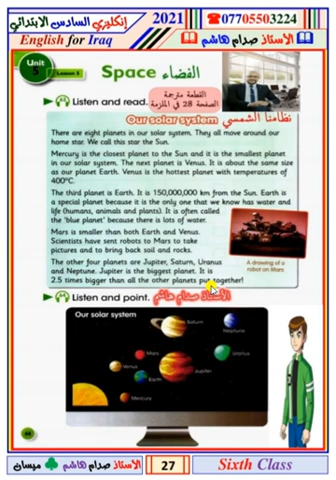 إنكليزي السادس الابتدائي
2021
☎07705503224
English for Iraq
الأستاذ صدام هاشم
Unit
5
Lesson 5
Space الفضاء
Listen and read.
القطعة مترجمة
الصفحة 28 في الملزمة
Our solar system نظامنا الشمسي
There are eight planets in our solar system. They all move around our
home star. We call this star the Sun.
Mercury is the closest planet to the Sun and it is the smallest planet
in our solar system. The next planet is Venus. It is about the same size
as our planet Earth. Venus is the hottest planet with temperatures of
400°C.
The third planet is Earth. It is 150,000,000 km from the Sun. Earth is
a special planet because it is the only one that we know has water and
life (humans, animals and plants). It is often called
the 'blue planet' because there is lots of water.
Mars is smaller than both Earth and Venus.
Scientists have sent robots to Mars to take
pictures and to bring back soil and rocks.
The other four planets are Jupiter, Saturn, Uranus
and Neptune. Jupiter is the biggest planet. It is
2.5 times bigger than all the other planets put together!
A drawing of a
robot on Mars
Listen and point.
الأستاذ صدام هاشم
Our solar system
Saturn
Neptune
Mars
Uranus
Venus
Jupiter
Earth
Mercury
ميسان
الأستاذ صدام هاشم
27
Sixth Class